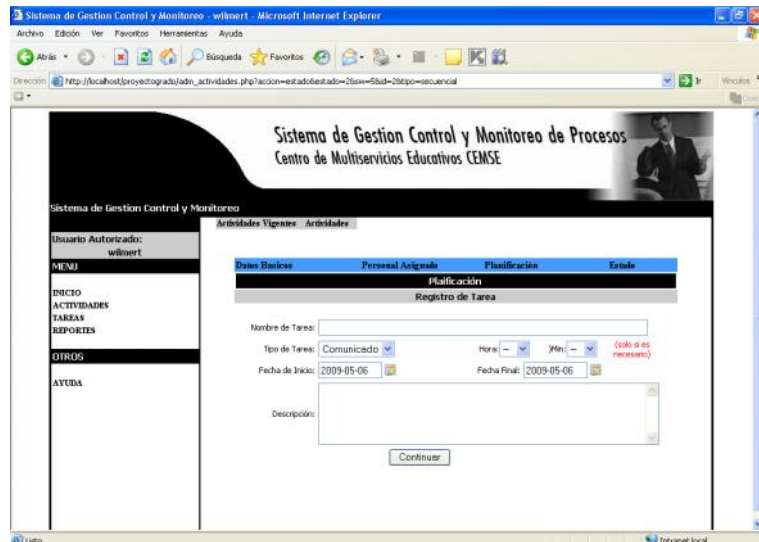 Sistema de Gestion Control y Monitoreo - wilmert - Microsoft Internet Explorer
Archivo Edición Ver Favoritos Herramientas Ayuda
Atrás Búsqueda Favoritos
Dirección http://localhost/proyectogrado/adm_actividades.php?accion=estado&estado=2&sw=5&id=28&tipo=secuencial Ir Vínculos
Sistema de Gestion Control y Monitoreo de Procesos
Centro de Multiservicios Educativos CEMSE
Sistema de Gestion Control y Monitoreo
Actividades Vigentes Actividades
Usuario Autorizado:
wilmert
MENU
INICIO
ACTIVIDADES
TAREAS
REPORTES
OTROS
AYUDA
Datos Basicos Personal Asignado Planificación Estado
Plaificación
Registro de Tarea
Nombre de Tarea:
Tipo de Tarea: Comunicado Hora: -- )Min: -- (solo si es necesario)
Fecha de Inicio: 2009-05-06 Fecha Final: 2009-05-06
Descripción:
Continuar
Listo Intranet local